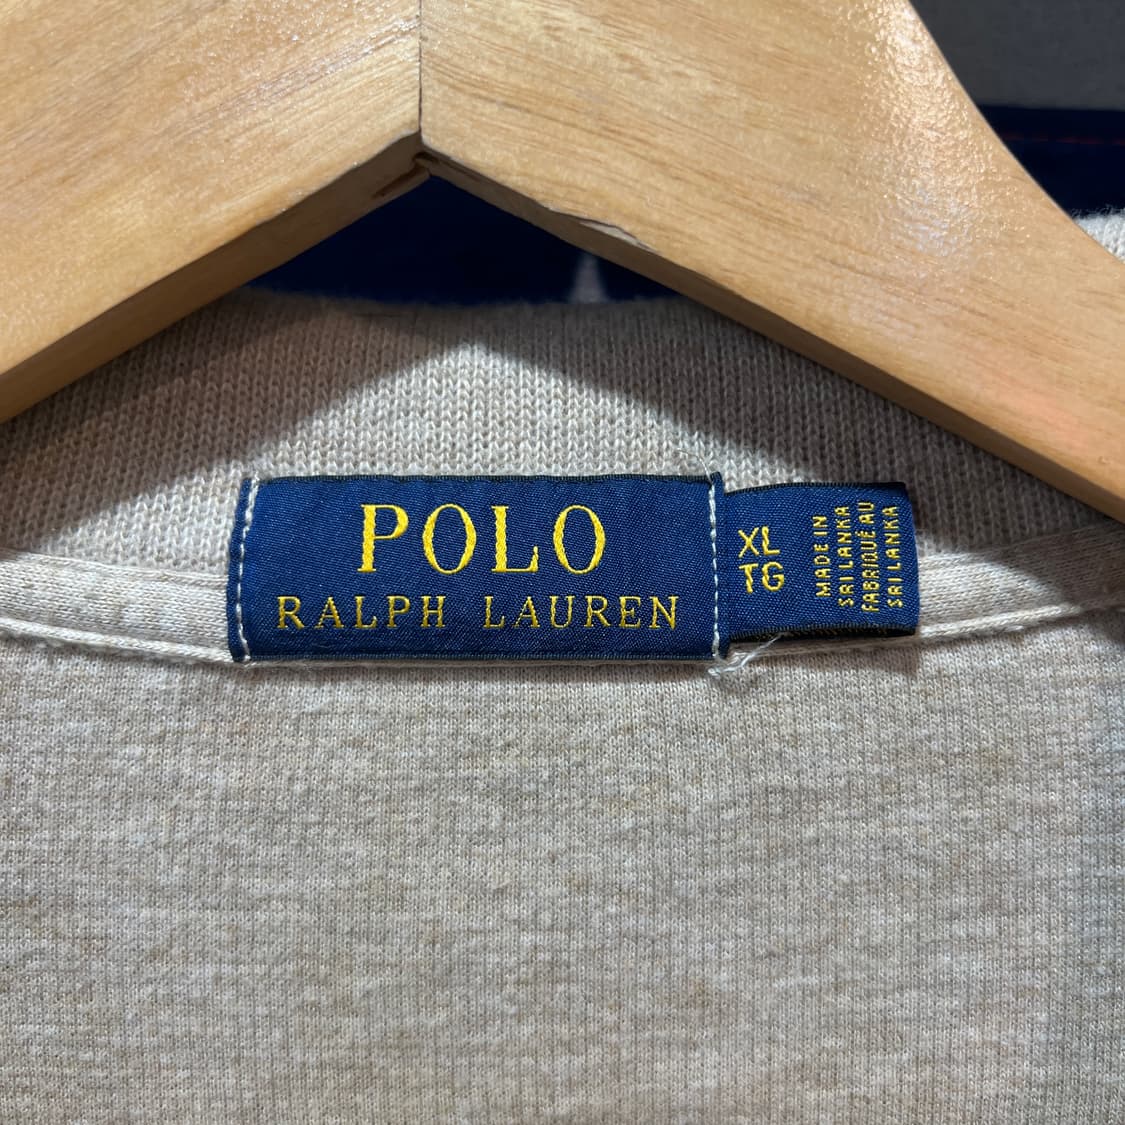 POLO
RALPH LAUREN
XL
TG
MADE IN
SRI LANKA
FABRIQUÉ AU
SRI LANKA